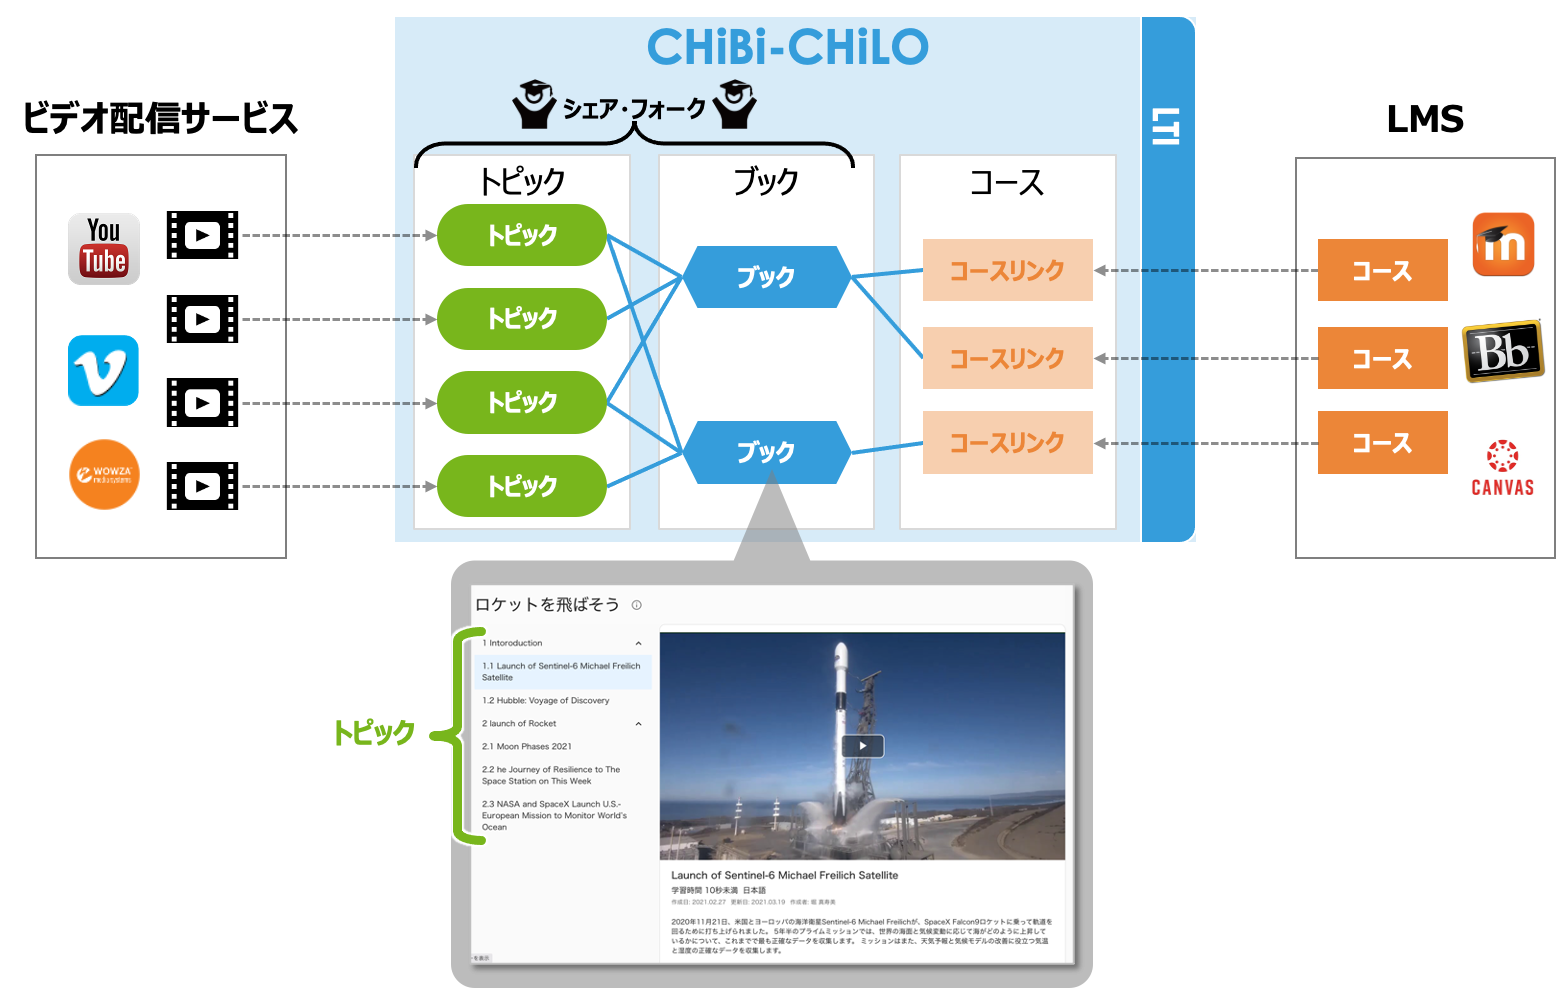 CHiBi-CHiLO
シェア・フォーク
ビデオ配信サービス
LMS
LTI
トピック
ブック
コース
You
Tube
トピック
トピック
トピック
トピック
ブック
ブック
コースリンク
コースリンク
コースリンク
コース
コース
コース
m
Bb
CANVAS
v
WOWZA
トピック
ロケットを飛ばそう
1 Intoroduction
1.1 Launch of Sentinel-6 Michael Freilich
Satellite
1.2 Hubble: Voyage of Discovery
2 launch of Rocket
2.1 Moon Phases 2021
2.2 he Journey of Resilience to The
Space Station on This Week
2.3 NASA and SpaceX Launch U.S.-
European Mission to Monitor World's
Ocean
Launch of Sentinel-6 Michael Freilich Satellite
学習時間 10秒未満 日本語
作成日: 2021.02.27 更新日: 2021.03.19 作成者: 堀 真寿美
2020年11月21日、米国とヨーロッパの海洋衛星Sentinel-6 Michael Freilichが、SpaceX Falcon9ロケットに乗って軌道
を回るために打ち上げられました。 5年半のプライムミッションでは、世界の海面と気候変動に応じて海がどのように上昇して
いるかについて、これまでで最も正確なデータを収集します。 ミッションはまた、天気予報と気候モデルの改善に役立つ気温
と湿度の正確なデータを収集します。
を表示